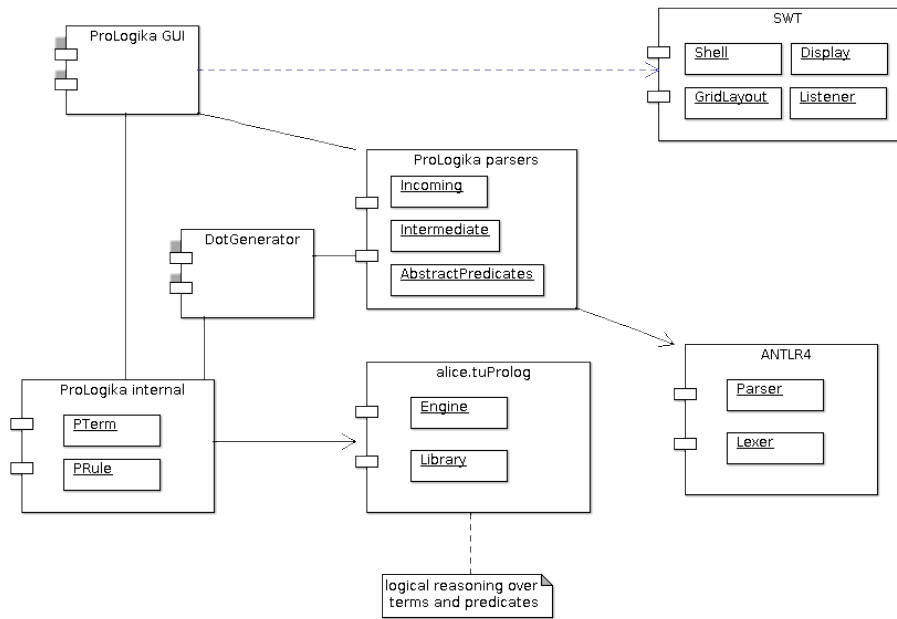 ProLogika GUI
SWT
Shell
Display
GridLayout
Listener
ProLogika parsers
Incoming
Intermediate
AbstractPredicates
DotGenerator
ANTLR4
Parser
Lexer
ProLogika internal
PTerm
PRule
alice.tuProlog
Engine
Library
logical reasoning over
terms and predicates